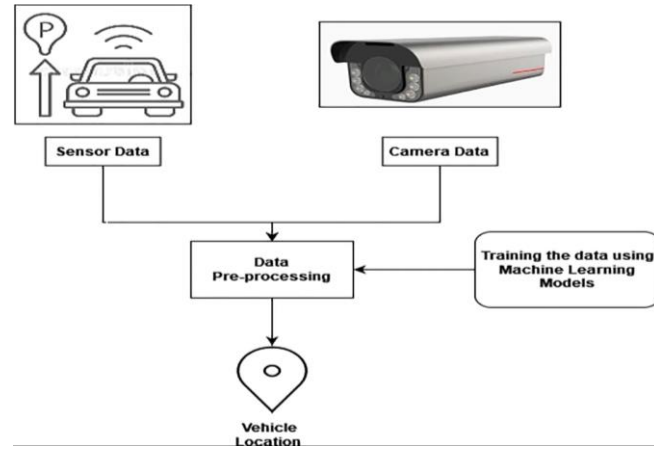 P
Sensor Data
Camera Data
Data
Pre-processing
Training the data using
Machine Learning
Models
Vehicle
Location